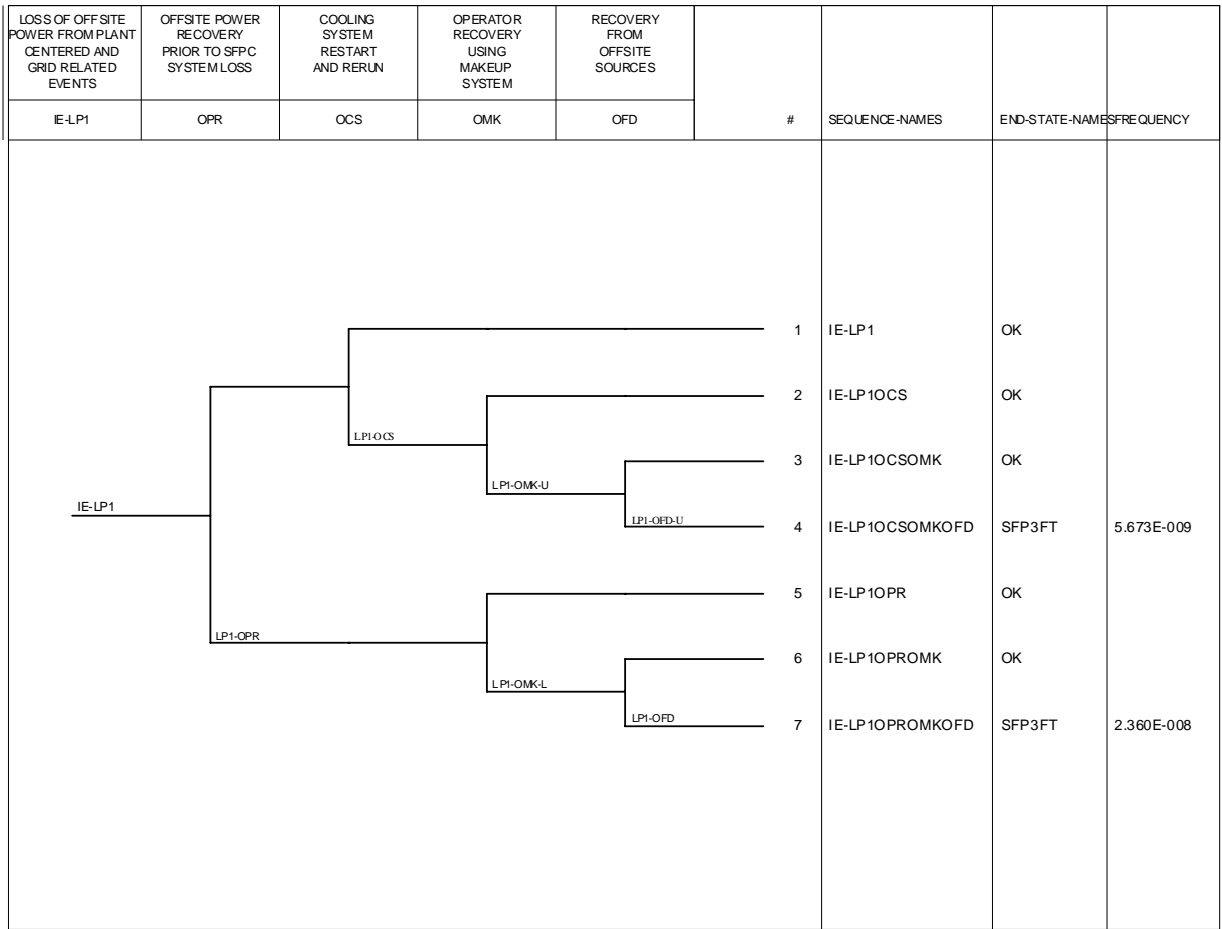 LOSS OF OFFSITE
POWER FROM PLANT
CENTERED AND
GRID RELATED
EVENTS
OFFSITE POWER
RECOVERY
PRIOR TO SFPC
SYSTEM LOSS
COOLING
SYSTEM
RESTART
AND RERUN
OPERATOR
RECOVERY
USING
MAKEUP
SYSTEM
RECOVERY
FROM
OFFSITE
SOURCES
IE-LP1 OPR OCS OMK OFD # SEQUENCE-NAMES END-STATE-NAMES FREQUENCY
1 IE-LP1 OK
2 IE-LP1OCS OK
LP1-OCS
3 IE-LP1OCSOMK OK
LP1-OMK-U
IE-LP1
LP1-OFD-U
4 IE-LP1OCSOMKOFD SFP3FT 5.673E-009
5 IE-LP1OPR OK
LP1-OPR
6 IE-LP1OPROMK OK
LP1-OMK-L
LP1-OFD
7 IE-LP1OPROMKOFD SFP3FT 2.360E-008